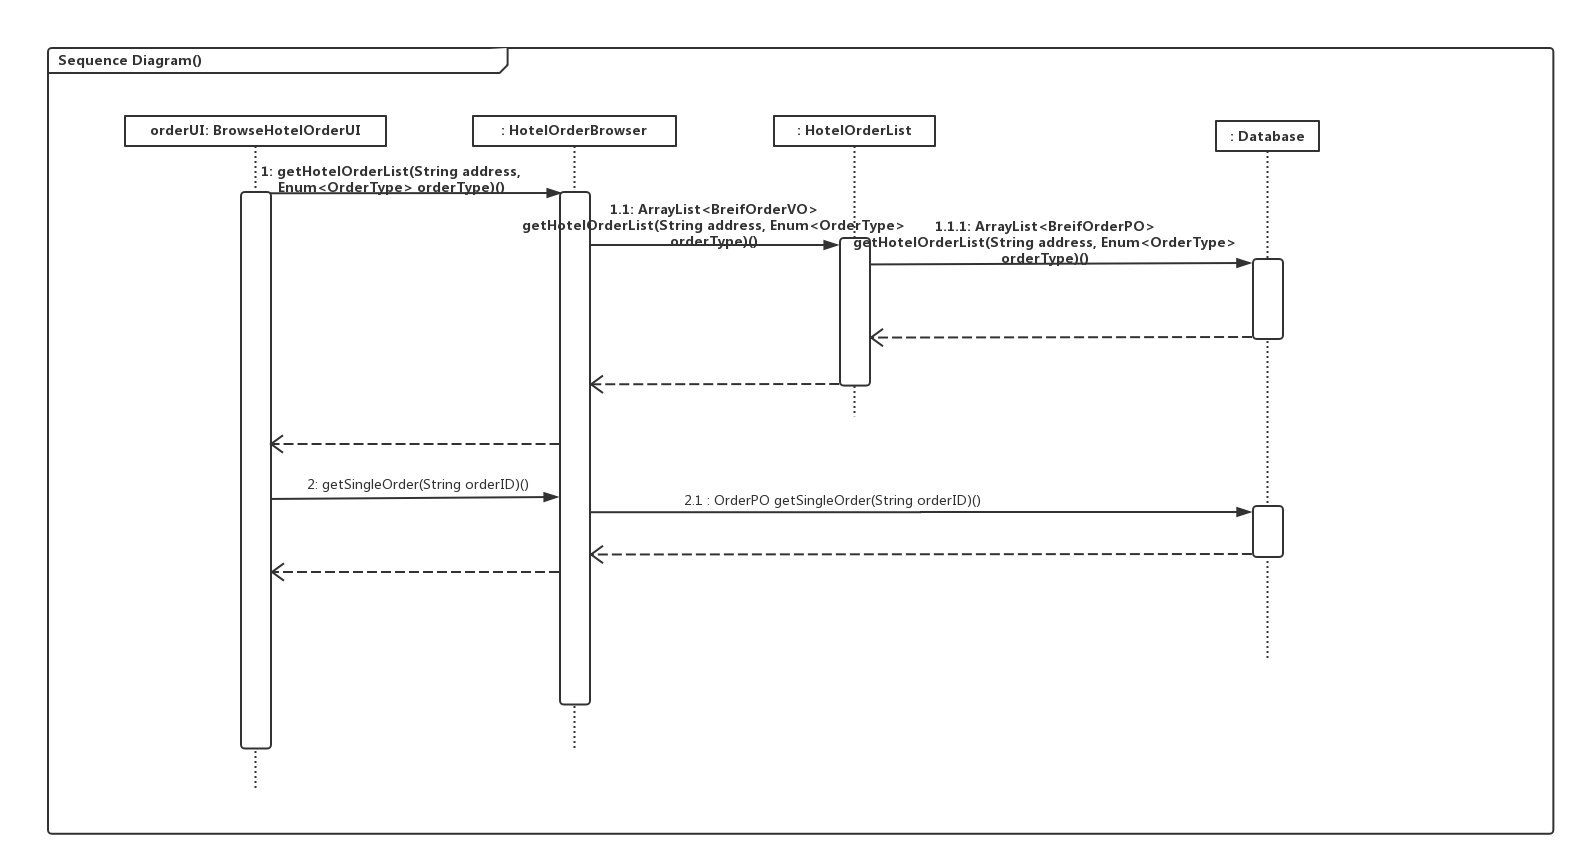 Sequence Diagram()
orderUI: BrowseHotelOrderUI
: HotelOrderBrowser
: HotelOrderList
: Database
1: getHotelOrderList(String address,
Enum<OrderType> orderType)()
1.1: ArrayList<BreifOrderVO>
getHotelOrderList(String address, Enum<OrderType>
orderType)()
1.1.1: ArrayList<BreifOrderPO>
getHotelOrderList(String address, Enum<OrderType>
orderType)()
2: getSingleOrder(String orderID)()
2.1 : OrderPO getSingleOrder(String orderID)()